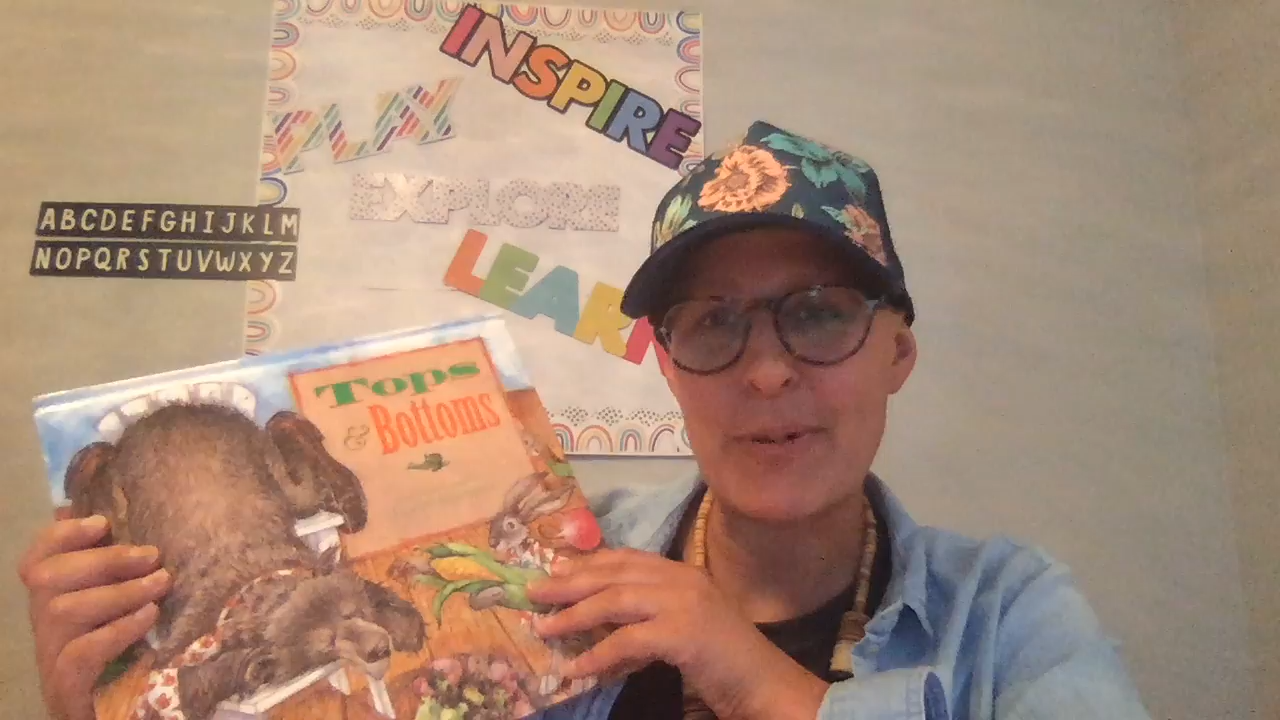 INSPIRE
PLAY
EXPLORE
LEARN
ABCDEFGHIJKLM
NOPQRSTUVWXYZ
Tops
& Bottoms